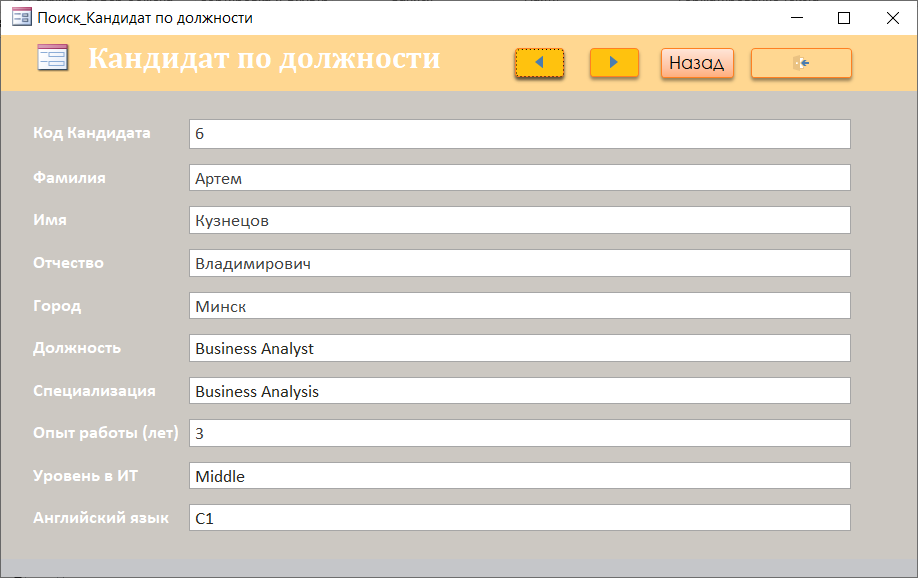 Поиск_Кандидат по должности
Кандидат по должности
Назад
Код Кандидата 6
Фамилия Артем
Имя Кузнецов
Отчество Владимирович
Город Минск
Должность Business Analyst
Специализация Business Analysis
Опыт работы (лет) 3
Уровень в ИТ Middle
Английский язык C1